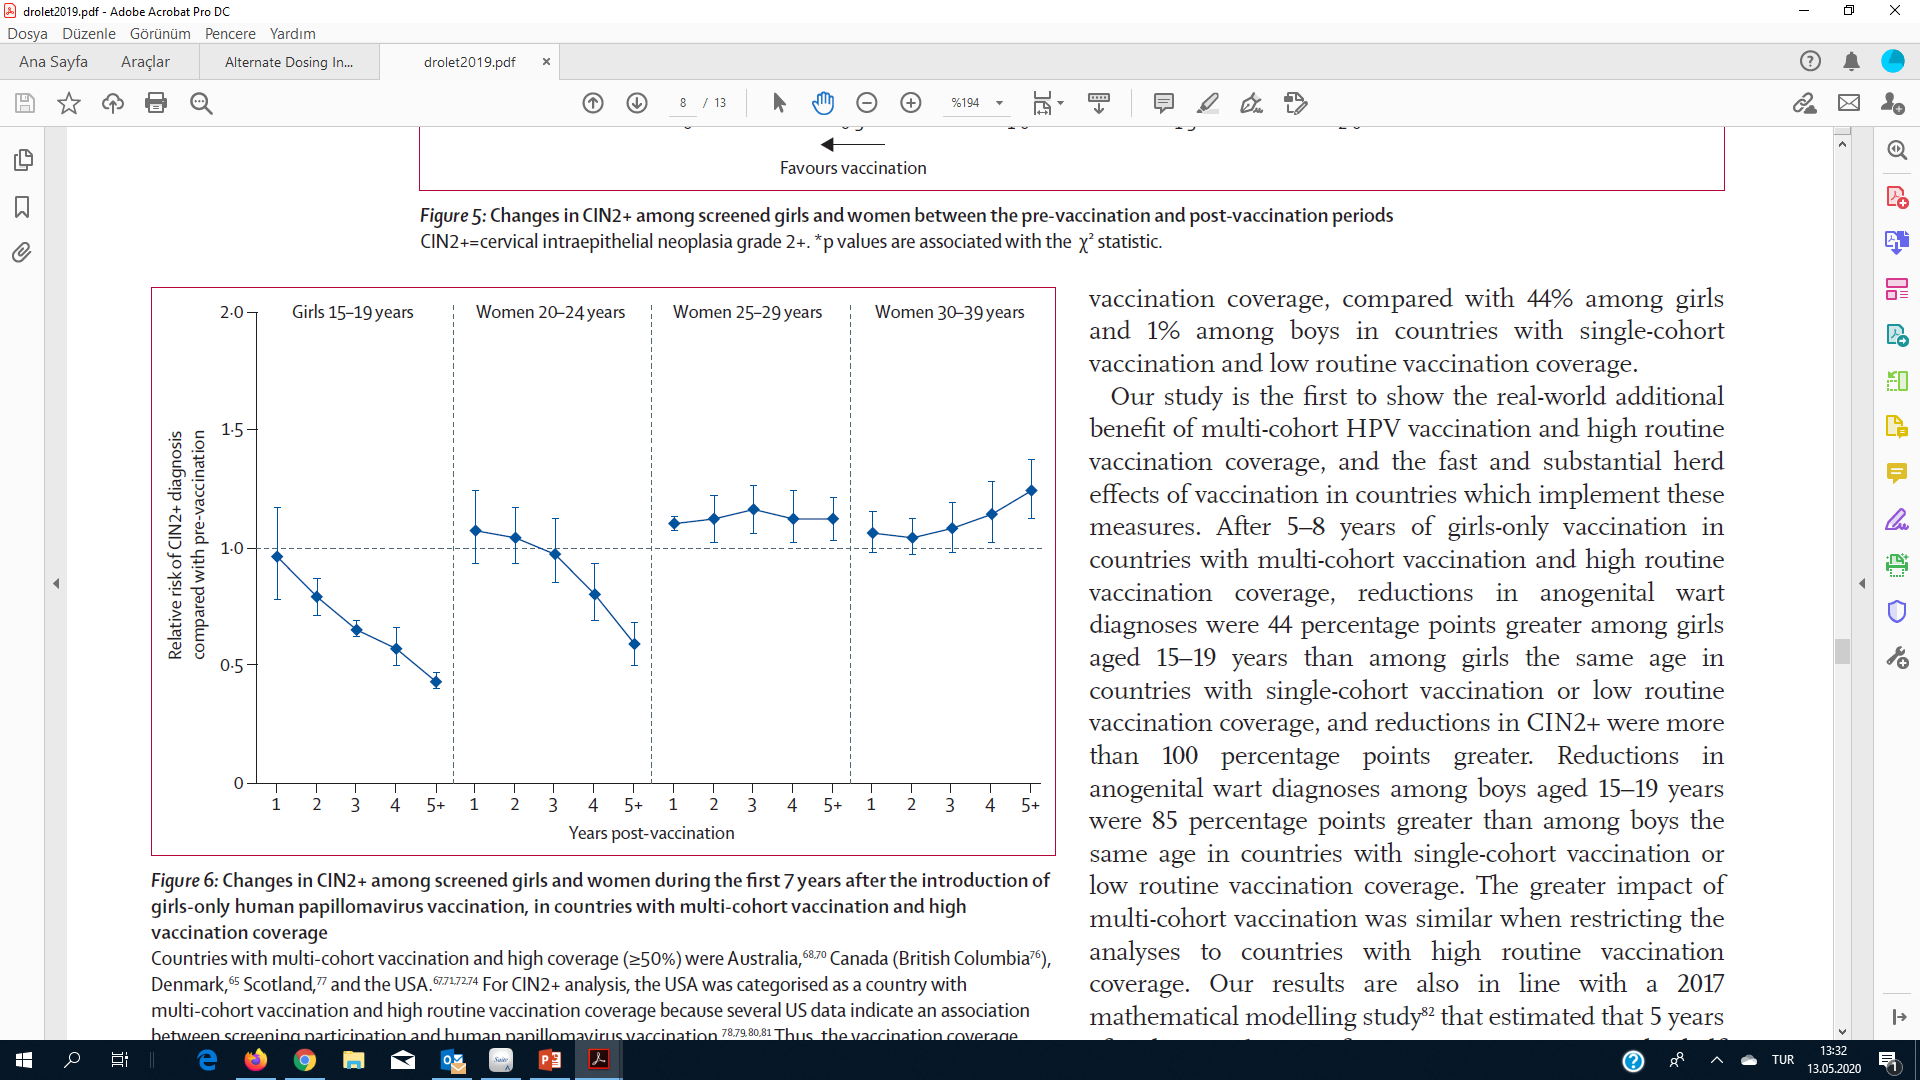 drolet2019.pdf - Adobe Acrobat Pro DC
Dosya Düzenle Görünüm Pencere Yardım
Ana Sayfa Araçlar Alternate Dosing In... drolet2019.pdf ×
8 / 13 %194
Favours vaccination
Figure 5: Changes in CIN2+ among screened girls and women between the pre-vaccination and post-vaccination periods
CIN2+=cervical intraepithelial neoplasia grade 2+. *p values are associated with the χ² statistic.
2·0
1·5
1·0
0·5
0
Relative risk of CIN2+ diagnosis
compared with pre-vaccination
Girls 15–19 years Women 20–24 years Women 25–29 years Women 30–39 years
1 2 3 4 5+ 1 2 3 4 5+ 1 2 3 4 5+ 1 2 3 4 5+
Years post-vaccination
Figure 6: Changes in CIN2+ among screened girls and women during the first 7 years after the introduction of
girls-only human papillomavirus vaccination, in countries with multi-cohort vaccination and high
vaccination coverage
Countries with multi-cohort vaccination and high coverage (≥50%) were Australia,68,70 Canada (British Columbia76),
Denmark,65 Scotland,77 and the USA.67,71,72,74 For CIN2+ analysis, the USA was categorised as a country with
multi-cohort vaccination and high routine vaccination coverage because several US data indicate an association
between screening participation and human papillomavirus vaccination.78,79,80,81 Thus, the vaccination coverage
vaccination coverage, compared with 44% among girls
and 1% among boys in countries with single-cohort
vaccination and low routine vaccination coverage.
Our study is the first to show the real-world additional
benefit of multi-cohort HPV vaccination and high routine
vaccination coverage, and the fast and substantial herd
effects of vaccination in countries which implement these
measures. After 5–8 years of girls-only vaccination in
countries with multi-cohort vaccination and high routine
vaccination coverage, reductions in anogenital wart
diagnoses were 44 percentage points greater among girls
aged 15–19 years than among girls the same age in
countries with single-cohort vaccination or low routine
vaccination coverage, and reductions in CIN2+ were more
than 100 percentage points greater. Reductions in
anogenital wart diagnoses among boys aged 15–19 years
were 85 percentage points greater than among boys the
same age in countries with single-cohort vaccination or
low routine vaccination coverage. The greater impact of
multi-cohort vaccination was similar when restricting the
analyses to countries with high routine vaccination
coverage. Our results are also in line with a 2017
mathematical modelling study82 that estimated that 5 years
TUR
13:32
13.05.2020
1